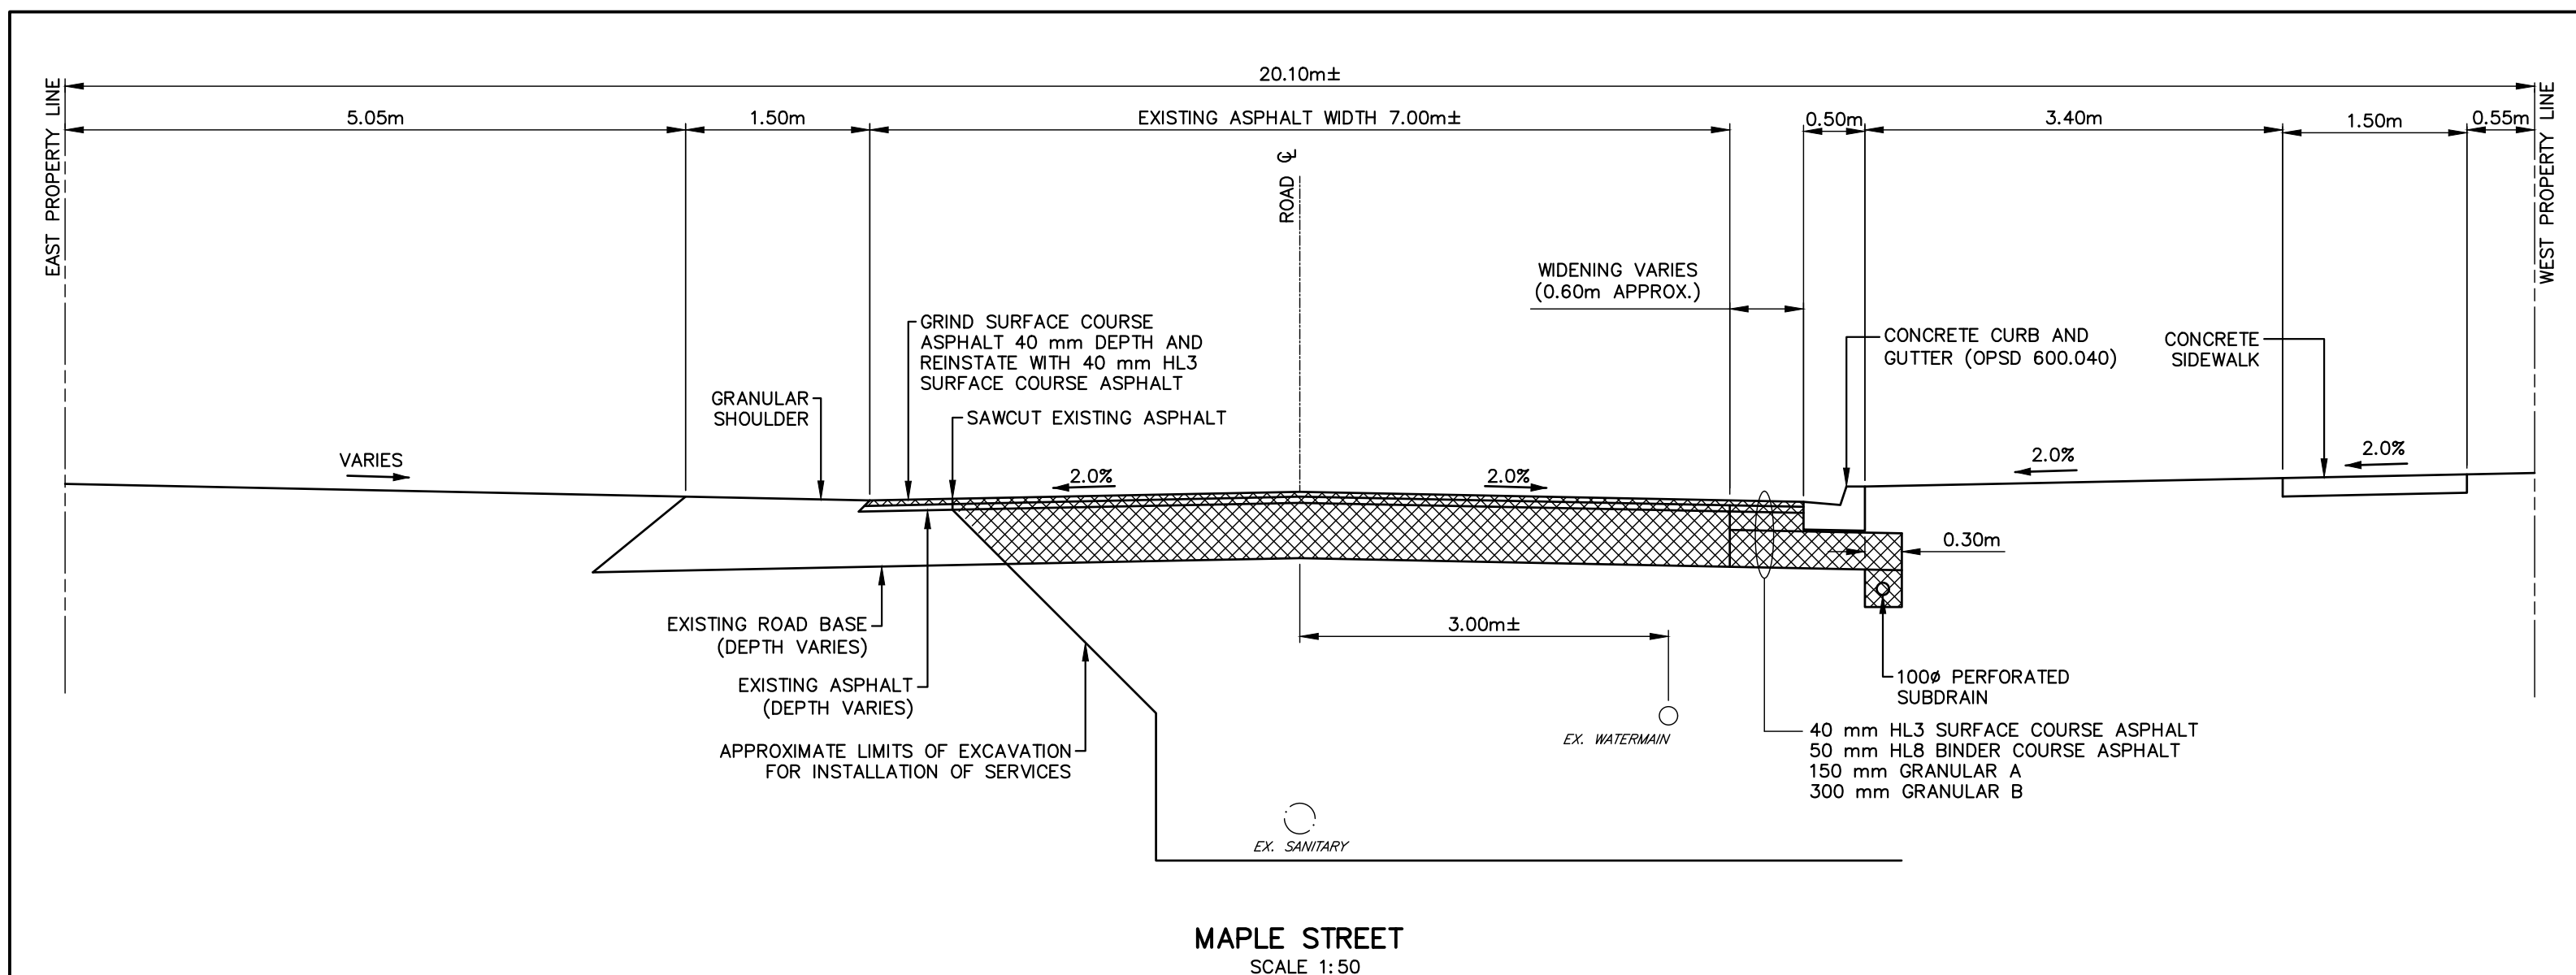 20.10m±
EAST PROPERTY LINE
5.05m
1.50m
EXISTING ASPHALT WIDTH 7.00m±
0.50m
3.40m
1.50m
0.55m
WEST PROPERTY LINE
ROAD ℄
WIDENING VARIES
(0.60m APPROX.)
GRIND SURFACE COURSE
ASPHALT 40 mm DEPTH AND
REINSTATE WITH 40 mm HL3
SURFACE COURSE ASPHALT
CONCRETE CURB AND
GUTTER (OPSD 600.040)
CONCRETE
SIDEWALK
GRANULAR
SHOULDER
SAWCUT EXISTING ASPHALT
VARIES
2.0%
2.0%
2.0%
2.0%
0.30m
EXISTING ROAD BASE
(DEPTH VARIES)
3.00m±
EXISTING ASPHALT
(DEPTH VARIES)
100ø PERFORATED
SUBDRAIN
APPROXIMATE LIMITS OF EXCAVATION
FOR INSTALLATION OF SERVICES
EX. WATERMAIN
40 mm HL3 SURFACE COURSE ASPHALT
50 mm HL8 BINDER COURSE ASPHALT
150 mm GRANULAR A
300 mm GRANULAR B
EX. SANITARY
MAPLE STREET
SCALE 1:50